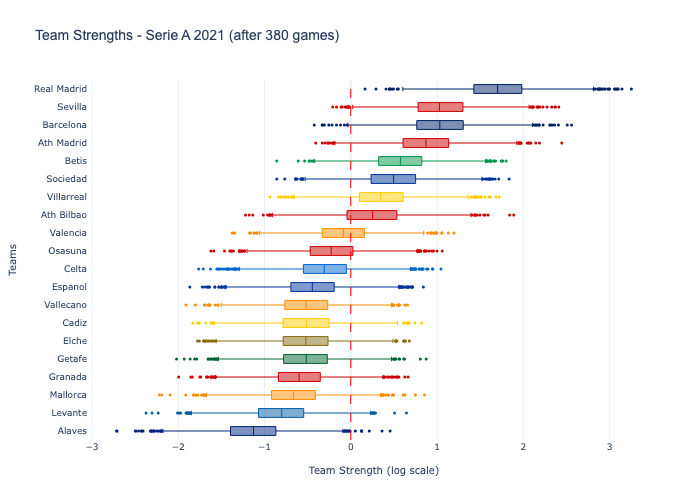 Team Strengths - Serie A 2021 (after 380 games)
Real Madrid
Sevilla
Barcelona
Ath Madrid
Betis
Sociedad
Villarreal
Ath Bilbao
Valencia
Osasuna
Celta
Espanol
Vallecano
Cadiz
Elche
Getafe
Granada
Mallorca
Levante
Alaves
Teams
−3 −2 −1 0 1 2 3
Team Strength (log scale)